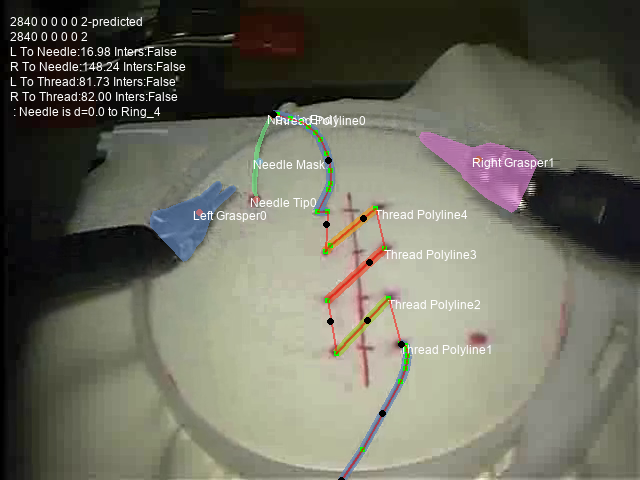 2840 0 0 0 0 2-predicted
2840 0 0 0 0 2
L To Needle:16.98 Inters:False
R To Needle:148.24 Inters:False
L To Thread:81.73 Inters:False
R To Thread:82.00 Inters:False
: Needle is d=0.0 to Ring_4
Thread Polyline0
Needle Mask
Right Grasper1
Needle Tip0
Left Grasper0
Thread Polyline4
Thread Polyline3
Thread Polyline2
Thread Polyline1